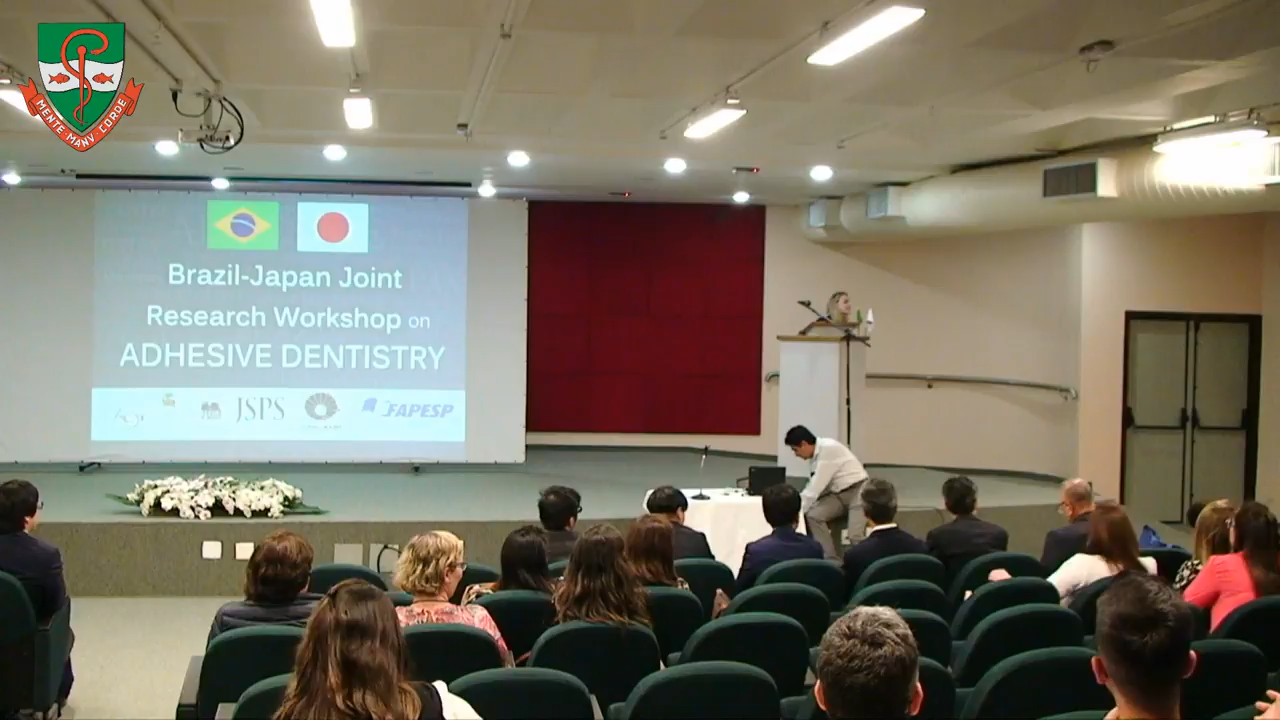 MENTE MANV CORDE
Brazil-Japan Joint
Research Workshop on
ADHESIVE DENTISTRY
JSPS
FAPESP